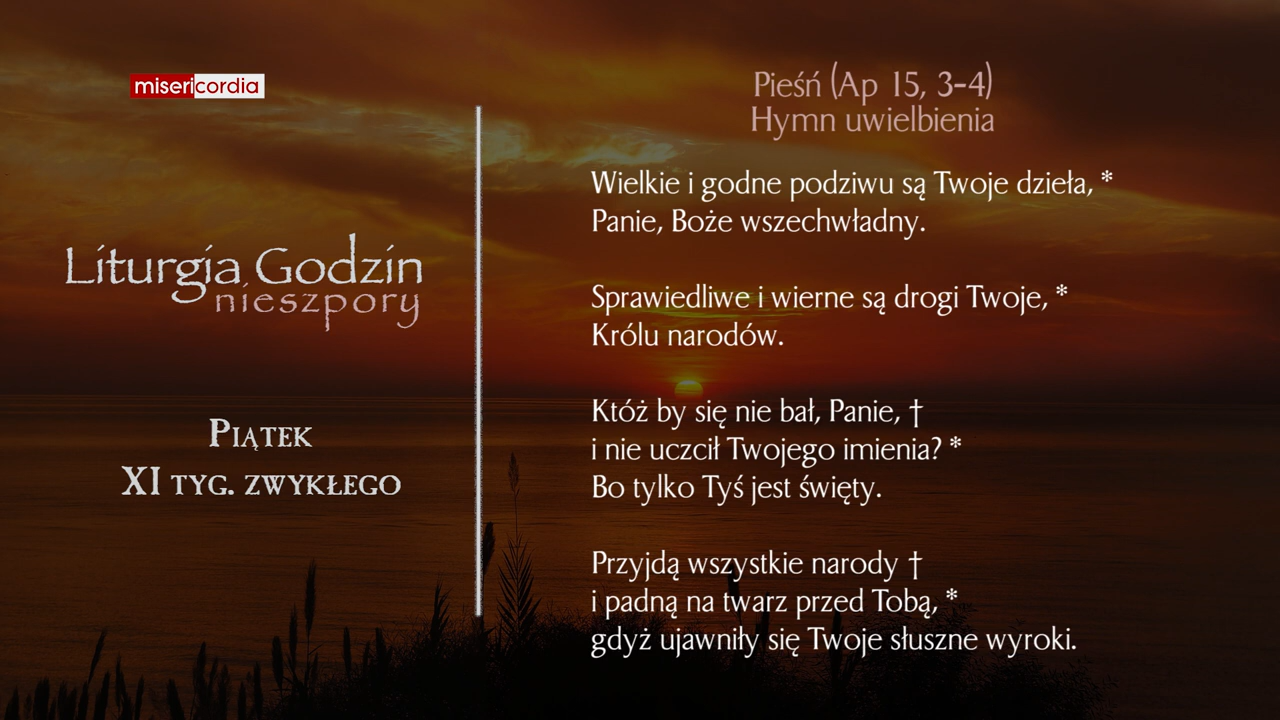 misericordia
Liturgia Godzin
nieszpory
Piątek
XI tyg. zwykłego
Pieśń (Ap 15, 3-4)
Hymn uwielbienia
Wielkie i godne podziwu są Twoje dzieła, *
Panie, Boże wszechwładny.
Sprawiedliwe i wierne są drogi Twoje, *
Królu narodów.
Któż by się nie bał, Panie, †
i nie uczcił Twojego imienia? *
Bo tylko Tyś jest święty.
Przyjdą wszystkie narody †
i padną na twarz przed Tobą, *
gdyż ujawniły się Twoje słuszne wyroki.